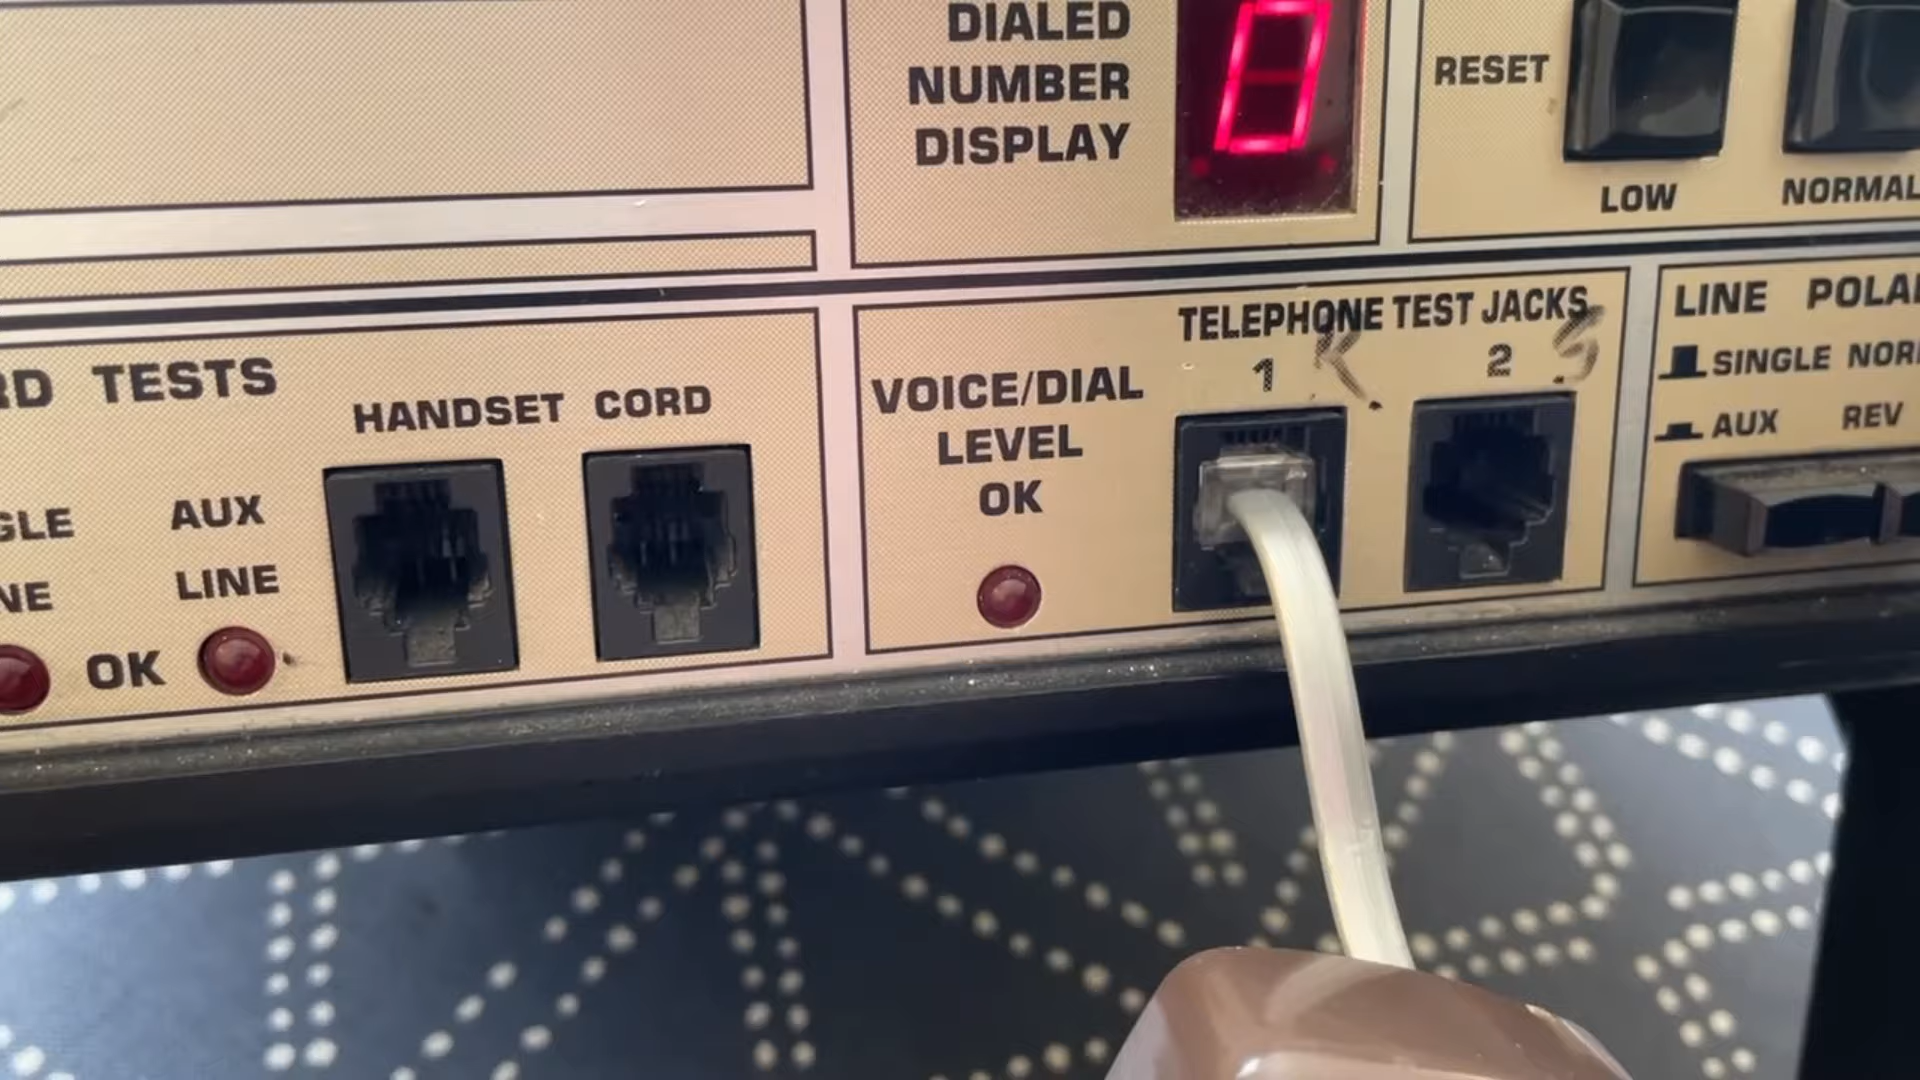 DIALED
NUMBER
DISPLAY
0
RESET
LOW
NORMAL
RD TESTS
HANDSET CORD
GLE
AUX
NE
LINE
OK
VOICE/DIAL
LEVEL
OK
TELEPHONE TEST JACKS
1 R
2 G
LINE POLA
SINGLE NOR
AUX REV